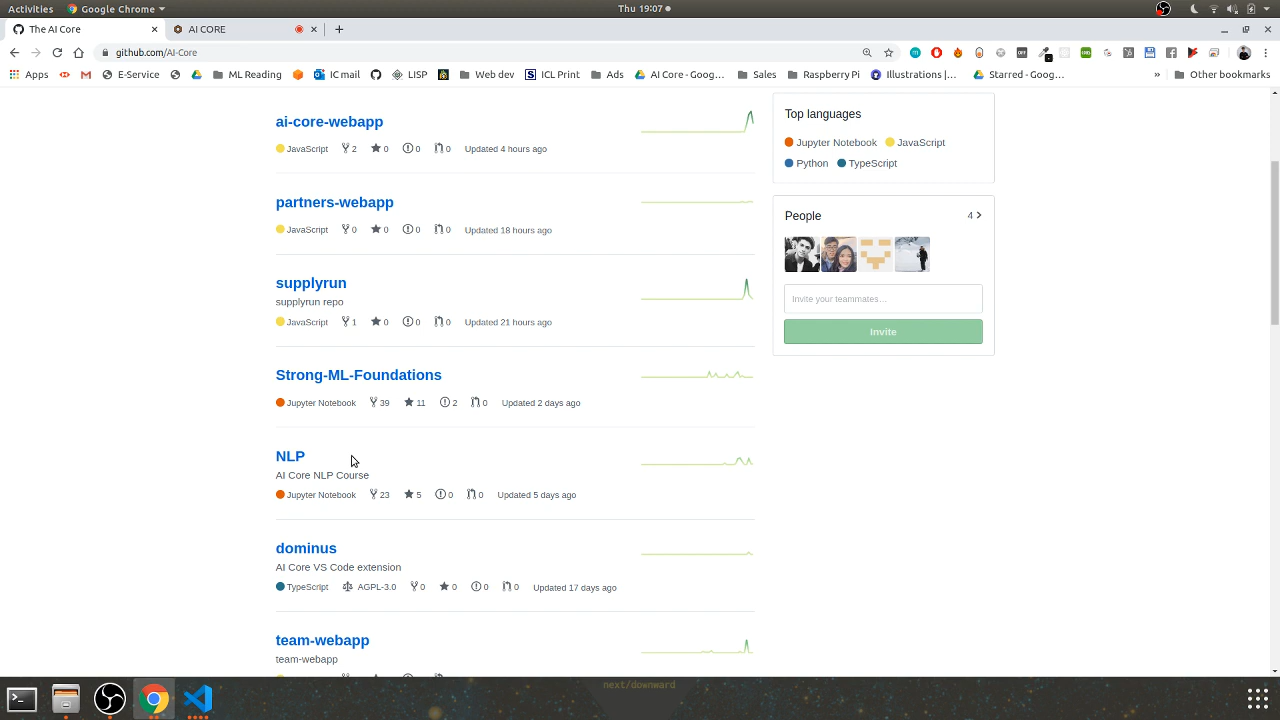 Activities
Google Chrome
Thu 19:07
The AI Core
AI CORE
github.com/AI-Core
Apps
E-Service
ML Reading
IC mail
LISP
Web dev
S
ICL Print
Ads
AI Core - Goog…
Sales
Raspberry Pi
Illustrations |…
Starred - Goog…
»
Other bookmarks
ai-core-webapp
JavaScript 2 0 0 0 Updated 4 hours ago
partners-webapp
JavaScript 0 0 0 0 Updated 18 hours ago
supplyrun
supplyrun repo
JavaScript 1 0 0 0 Updated 21 hours ago
Strong-ML-Foundations
Jupyter Notebook 39 11 2 0 Updated 2 days ago
NLP
AI Core NLP Course
Jupyter Notebook 23 5 0 0 Updated 5 days ago
dominus
AI Core VS Code extension
TypeScript AGPL-3.0 0 0 0 0 Updated 17 days ago
team-webapp
team-webapp
Top languages
Jupyter Notebook JavaScript
Python TypeScript
People
4
Invite your teammates…
Invite
next/downward